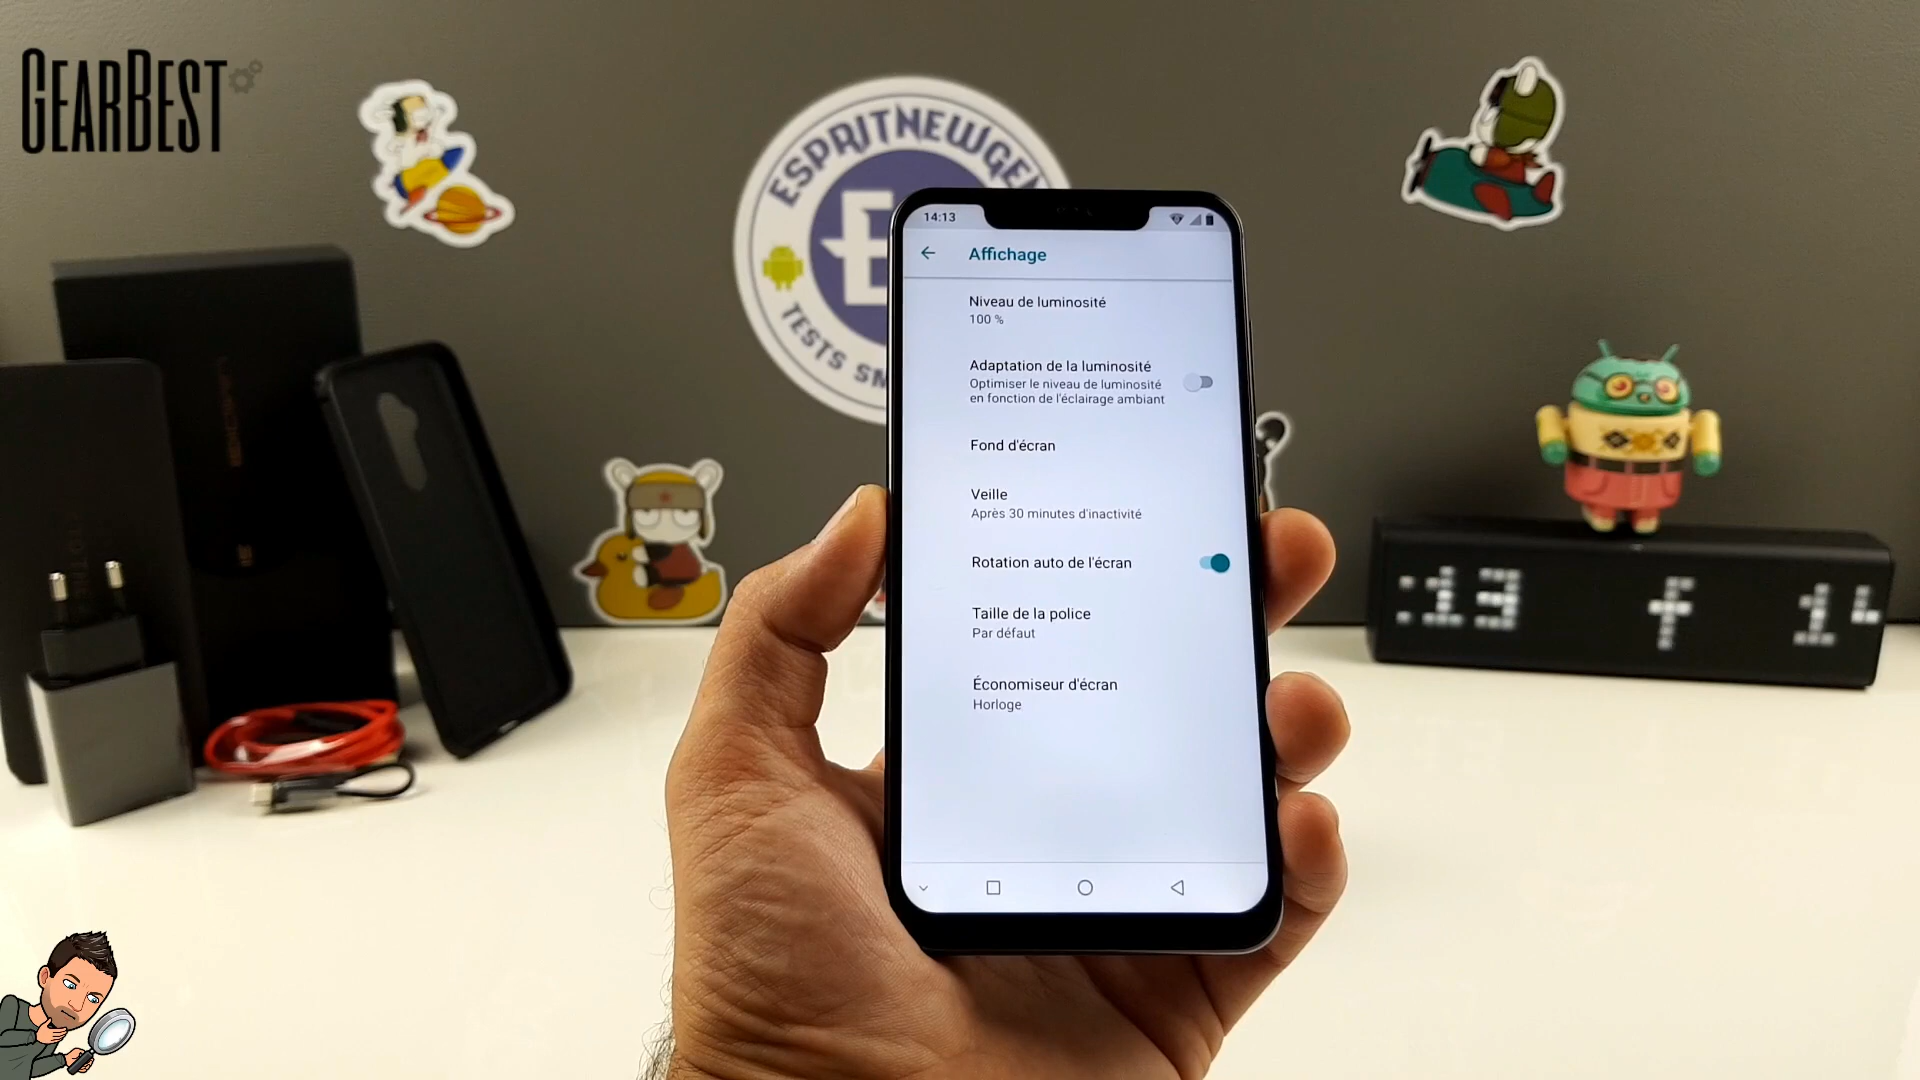 GEARBEST
ESPRITNEWGEN
TESTS SM
14:13
Affichage
Niveau de luminosité
100 %
Adaptation de la luminosité
Optimiser le niveau de luminosité
en fonction de l'éclairage ambiant
Fond d'écran
Veille
Après 30 minutes d'inactivité
Rotation auto de l'écran
Taille de la police
Par défaut
Économiseur d'écran
Horloge